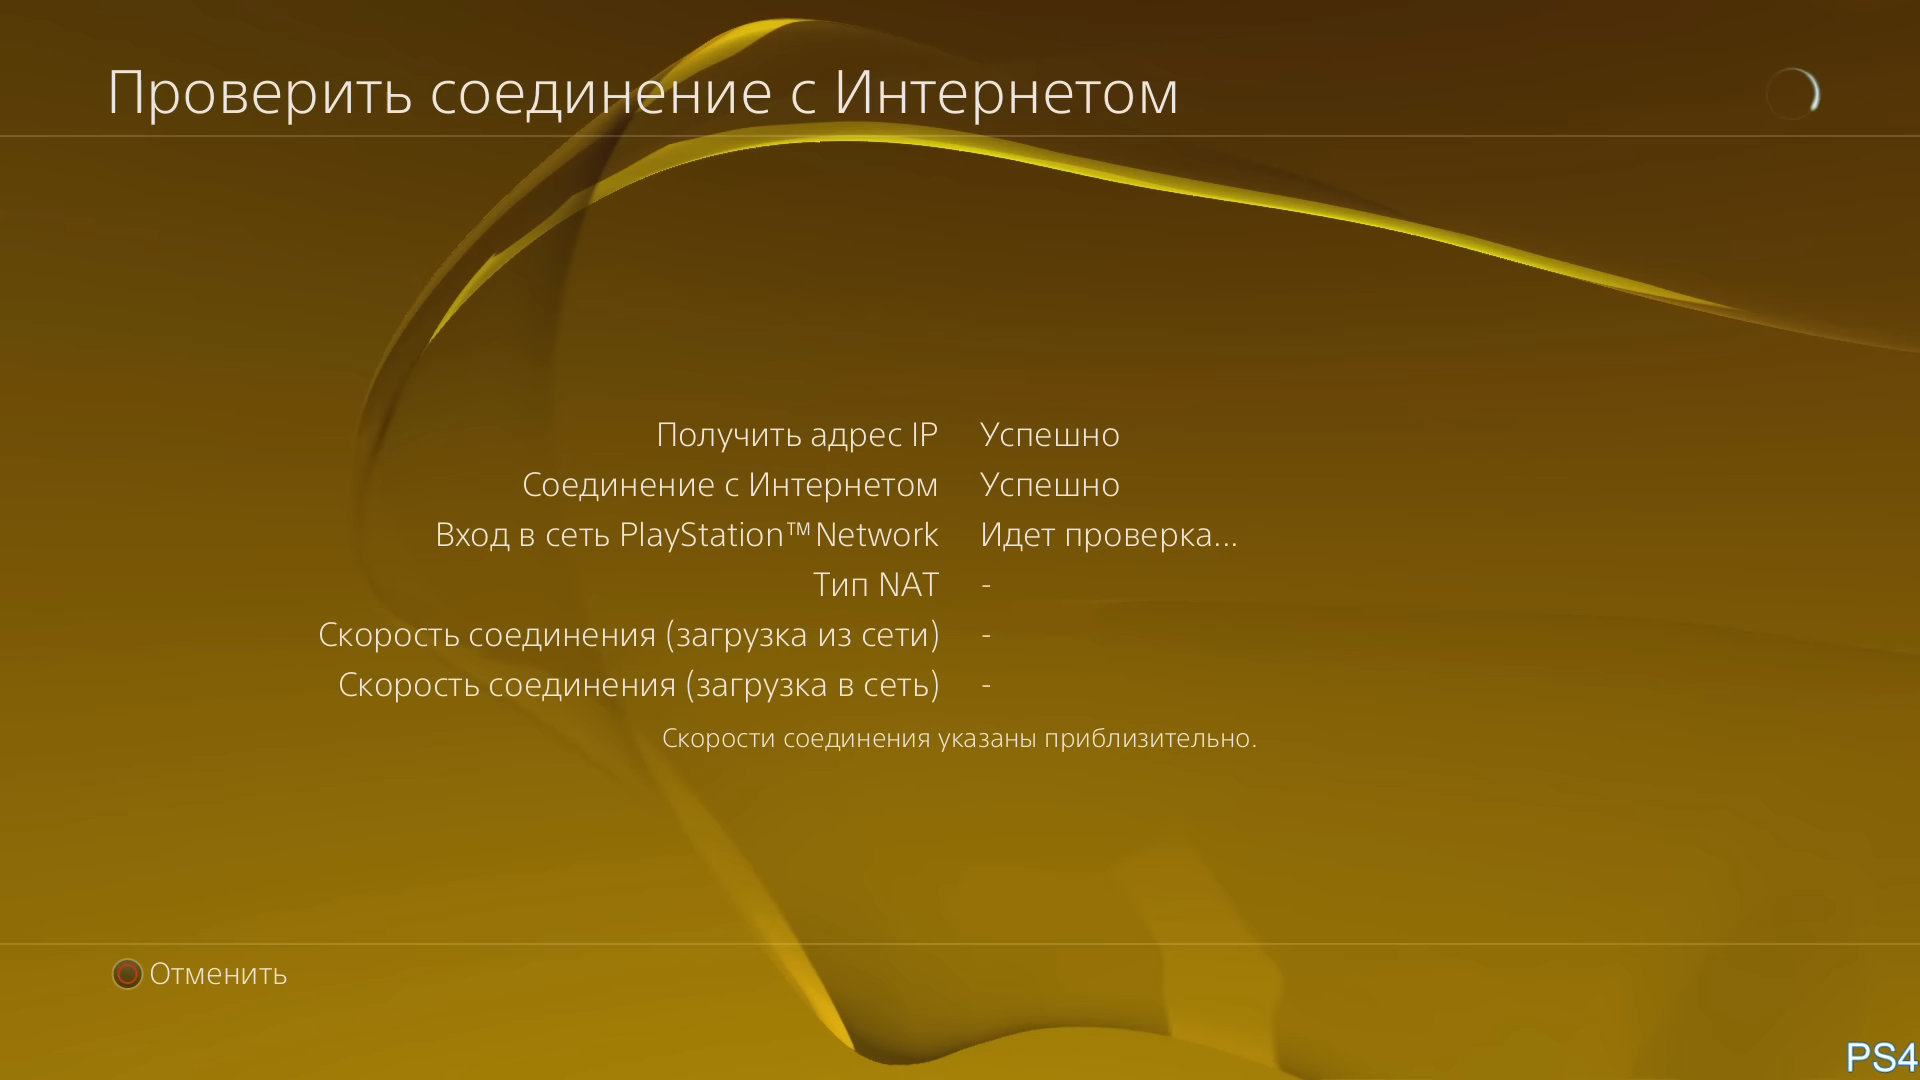 Проверить соединение с Интернетом
Получить адрес IP Успешно
Соединение с Интернетом Успешно
Вход в сеть PlayStation™Network Идет проверка...
Тип NAT -
Скорость соединения (загрузка из сети) -
Скорость соединения (загрузка в сеть) -
Скорости соединения указаны приблизительно.
Отменить
PS4